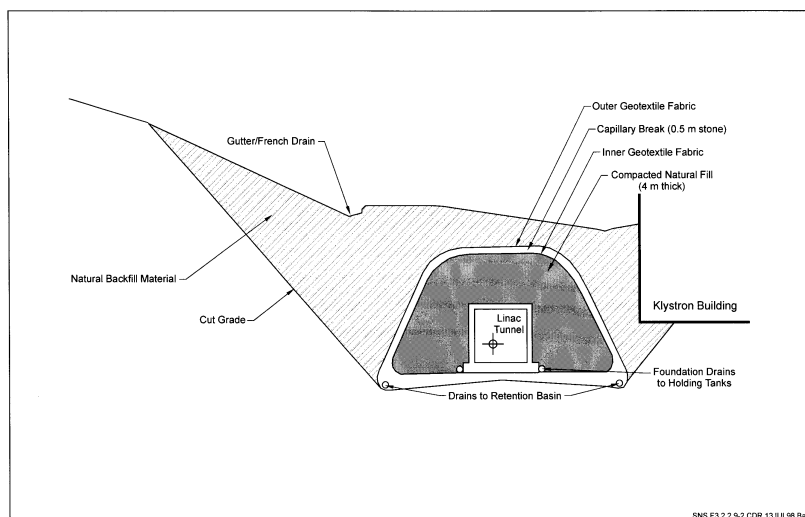 Outer Geotextile Fabric
Capillary Break (0.5 m stone)
Gutter/French Drain
Inner Geotextile Fabric
Compacted Natural Fill
(4 m thick)
Natural Backfill Material
Klystron Building
Linac
Tunnel
Cut Grade
Foundation Drains
to Holding Tanks
Drains to Retention Basin